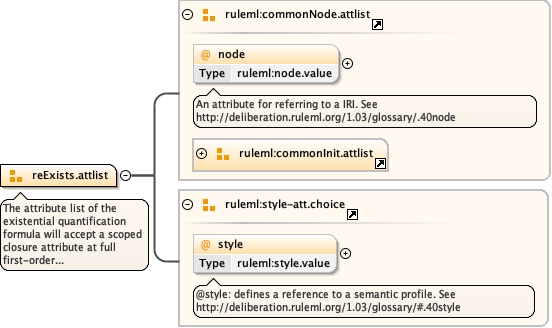 ruleml:commonNode.attlist
@ node
Type ruleml:node.value
An attribute for referring to a IRI. See
http://deliberation.ruleml.org/1.03/glossary/.40node
ruleml:commonInit.attlist
reExists.attlist
The attribute list of the
existential quantification
formula will accept a scoped
closure attribute at full
first-order...
ruleml:style-att.choice
@ style
Type ruleml:style.value
@style: defines a reference to a semantic profile. See
http://deliberation.ruleml.org/1.03/glossary/#.40style